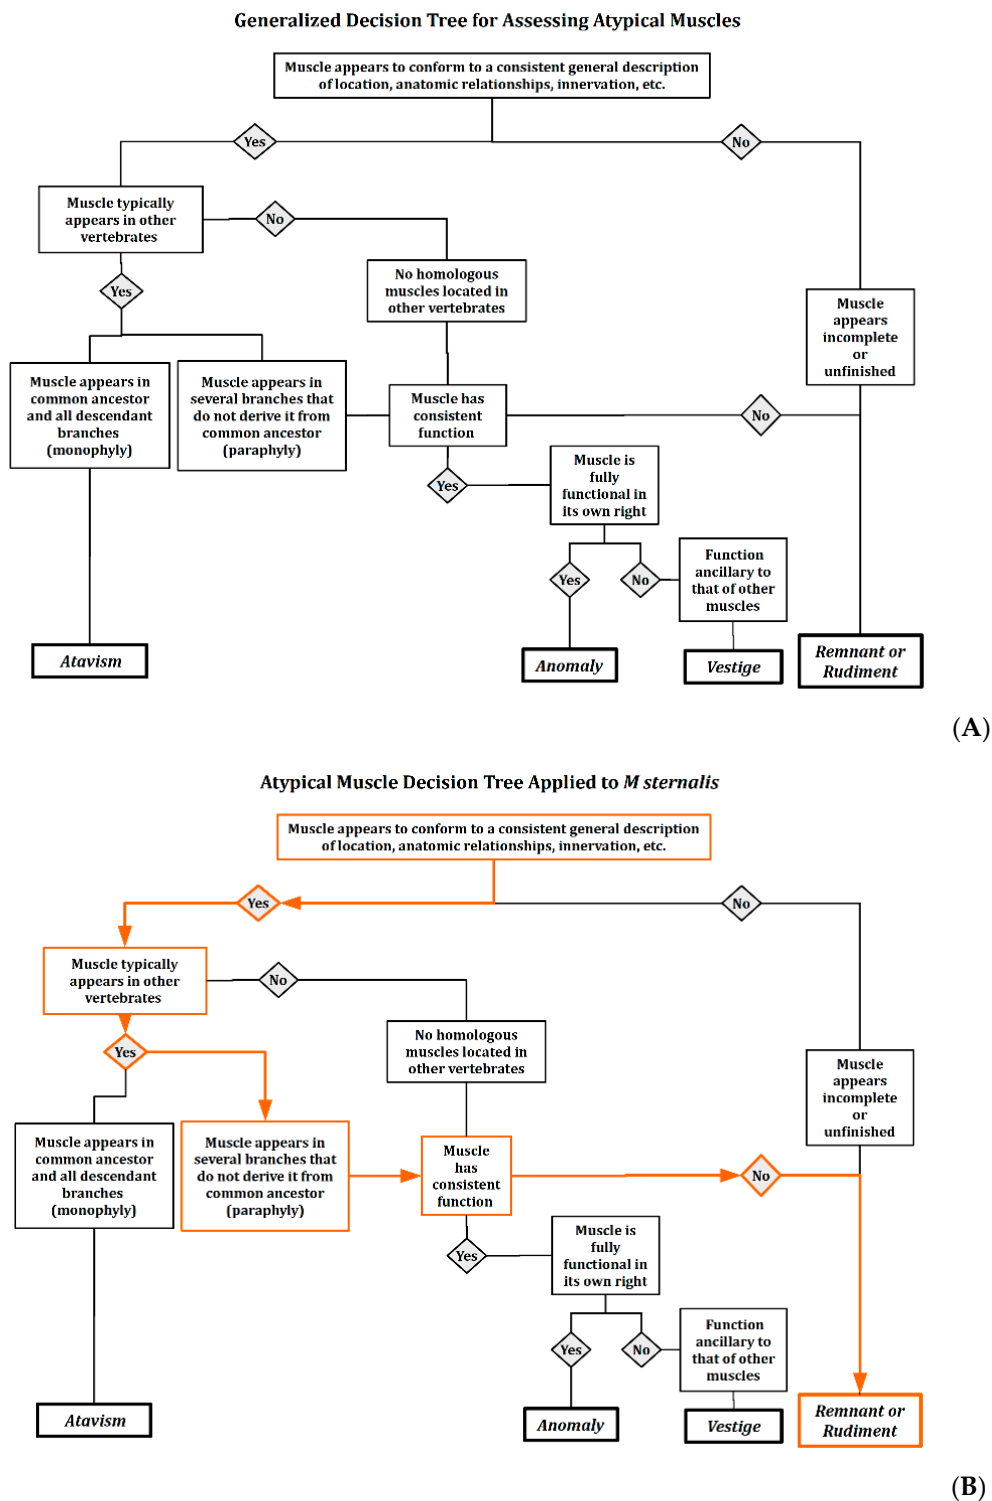 Generalized Decision Tree for Assessing Atypical Muscles
Muscle appears to conform to a consistent general description
of location, anatomic relationships, innervation, etc.
Yes
No
Muscle typically
appears in other
vertebrates
No
Yes
No homologous
muscles located in
other vertebrates
Muscle
appears
incomplete
or
unfinished
Muscle appears in
common ancestor
and all descendant
branches
(monophyly)
Muscle appears in
several branches that
do not derive it from
common ancestor
(paraphyly)
Muscle has
consistent
function
No
Yes
Muscle is
fully
functional in
its own right
Yes
No
Function
ancillary to
that of other
muscles
Atavism
Anomaly
Vestige
Remnant or
Rudiment
(A)
Atypical Muscle Decision Tree Applied to M sternalis
Muscle appears to conform to a consistent general description
of location, anatomic relationships, innervation, etc.
Yes
No
Muscle typically
appears in other
vertebrates
No
Yes
No homologous
muscles located in
other vertebrates
Muscle
appears
incomplete
or
unfinished
Muscle appears in
common ancestor
and all descendant
branches
(monophyly)
Muscle appears in
several branches that
do not derive it from
common ancestor
(paraphyly)
Muscle
has
consistent
function
No
Yes
Muscle is
fully
functional in
its own right
Yes
No
Function
ancillary to
that of other
muscles
Atavism
Anomaly
Vestige
Remnant or
Rudiment
(B)